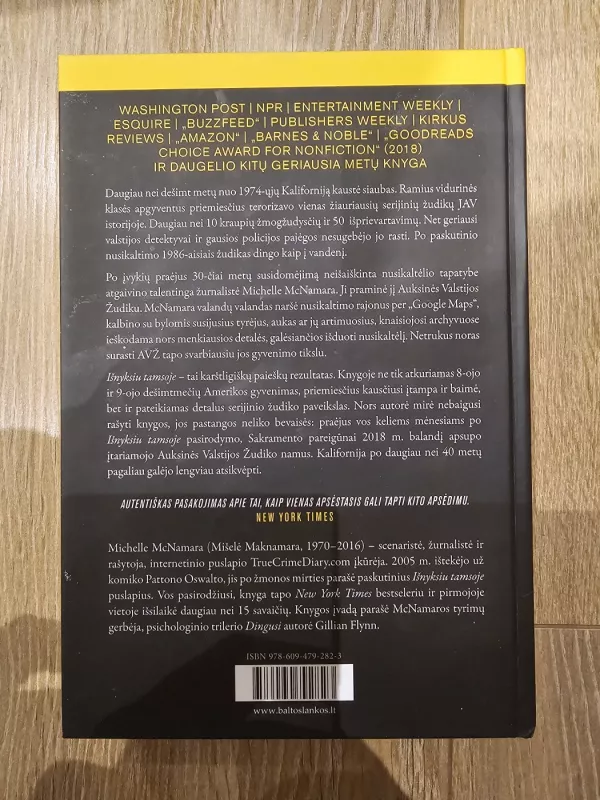 WASHINGTON POST | NPR | ENTERTAINMENT WEEKLY |
ESQUIRE | „BUZZFEED“ | PUBLISHERS WEEKLY | KIRKUS
REVIEWS | „AMAZON“ | „BARNES & NOBLE“ | „GOODREADS
CHOICE AWARD FOR NONFICTION“ (2018)
IR DAUGELIO KITŲ GERIAUSIA METŲ KNYGA
Daugiau nei dešimt metų nuo 1974-ųjų Kaliforniją kaustė siaubas. Ramius vidurinės
klasės apgyventus priemiesčius terorizavo vienas žiauriausių serijinių žudikų JAV
istorijoje. Daugiau nei 10 kraupių žmogžudysčių ir 50 išprievartavimų. Net geriausi
valstijos detektyvai ir gausios policijos pajėgos nesugebėjo jo rasti. Po paskutinio
nusikaltimo 1986-aisiais žudikas dingo kaip į vandenį.
Po įvykių praėjus 30-čiai metų susidomėjimą neišaiškinta nusikaltėlio tapatybe
atgaivino talentinga žurnalistė Michelle McNamara. Ji praminė jį Auksinės Valstijos
Žudiku. McNamara valandų valandas naršė nusikaltimo rajonus per „Google Maps“,
kalbino su bylomis susijusius tyrėjus, aukas ar jų artimuosius, knaisiojosi archyvuose
ieškodama nors menkiausios detalės, galėsiančios išduoti nusikaltėlį. Netrukus noras
surasti AVŽ tapo svarbiausiu jos gyvenimo tikslu.
Išnyksiu tamsoje – tai karštligiškų paieškų rezultatas. Knygoje ne tik atkuriamas 8-ojo
ir 9-ojo dešimtmečių Amerikos gyvenimas, priemiesčius kausčiusi įtampa ir baimė,
bet ir pateikiamas detalus serijinio žudiko paveikslas. Nors autorė mirė nebaigusi
rašyti knygos, jos pastangos neliko bevaisės: praėjus vos keliems mėnesiams po
Išnyksiu tamsoje pasirodymo, Sakramento pareigūnai 2018 m. balandį apsupo
įtariamojo Auksinės Valstijos Žudiko namus. Kalifornija po daugiau nei 40 metų
pagaliau galėjo lengviau atsikvėpti.
AUTENTIŠKAS PASAKOJIMAS APIE TAI, KAIP VIENAS APSĖSTASIS GALI TAPTI KITO APSĖDIMU.
NEW YORK TIMES
Michelle McNamara (Mišelė Maknamara, 1970–2016) – scenaristė, žurnalistė ir
rašytoja, internetinio puslapio TrueCrimeDiary.com įkūrėja. 2005 m. ištekėjo už
komiko Pattono Oswalto, jis po žmonos mirties parašė paskutinius Išnyksiu tamsoje
puslapius. Vos pasirodžiusi, knyga tapo New York Times bestseleriu ir pirmojoje
vietoje išsilaikė daugiau nei 15 savaičių. Knygos įvadą parašė McNamaros tyrimų
gerbėja, psichologinio trilerio Dingusi autorė Gillian Flynn.
ISBN 978-609-479-282-3
www.baltoslankos.lt